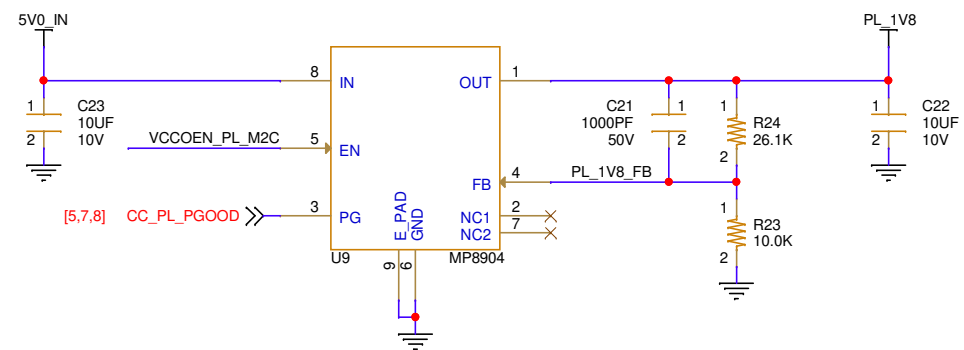 5V0_IN
PL_1V8
8
IN
OUT
1
1
C23
10UF
10V
2
C21
1000PF
50V
1
2
1
R24
26.1K
2
1
C22
10UF
10V
2
VCCOEN_PL_M2C
5
EN
FB
4
PL_1V8_FB
[5,7,8]
CC_PL_PGOOD
3
PG
E_PAD
GND
NC1
2
NC2
7
1
R23
10.0K
2
U9
MP8904
9
6